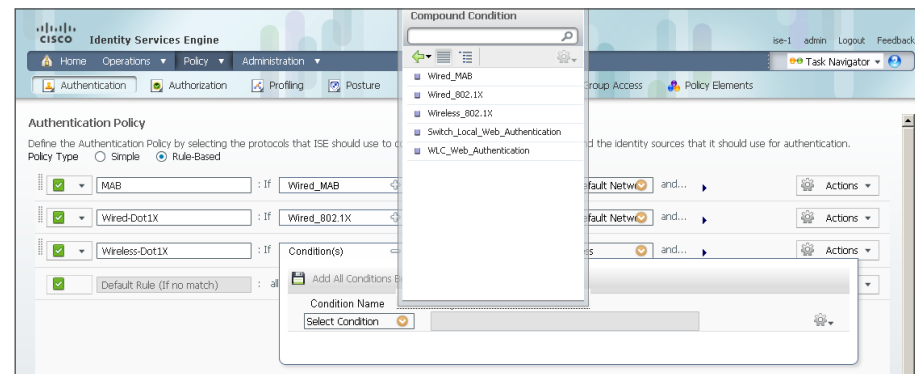 Compound Condition
CISCO Identity Services Engine
ise-1 admin Logout Feedback
Home Operations Policy Administration
Task Navigator
Authentication Authorization Profiling Posture
roup Access Policy Elements
Wired_MAB
Wired_802.1X
Wireless_802.1X
Switch_Local_Web_Authentication
WLC_Web_Authentication
Authentication Policy
Define the Authentication Policy by selecting the protocols that ISE should use to c
d the identity sources that it should use for authentication.
Policy Type Simple Rule-Based
MAB : If Wired_MAB fault Netw and... Actions
Wired-Dot1X : If Wired_802.1X fault Netw and... Actions
Wireless-Dot1X : If Condition(s) and... Actions
Default Rule (If no match) : al
Add All Conditions B
Condition Name
Select Condition